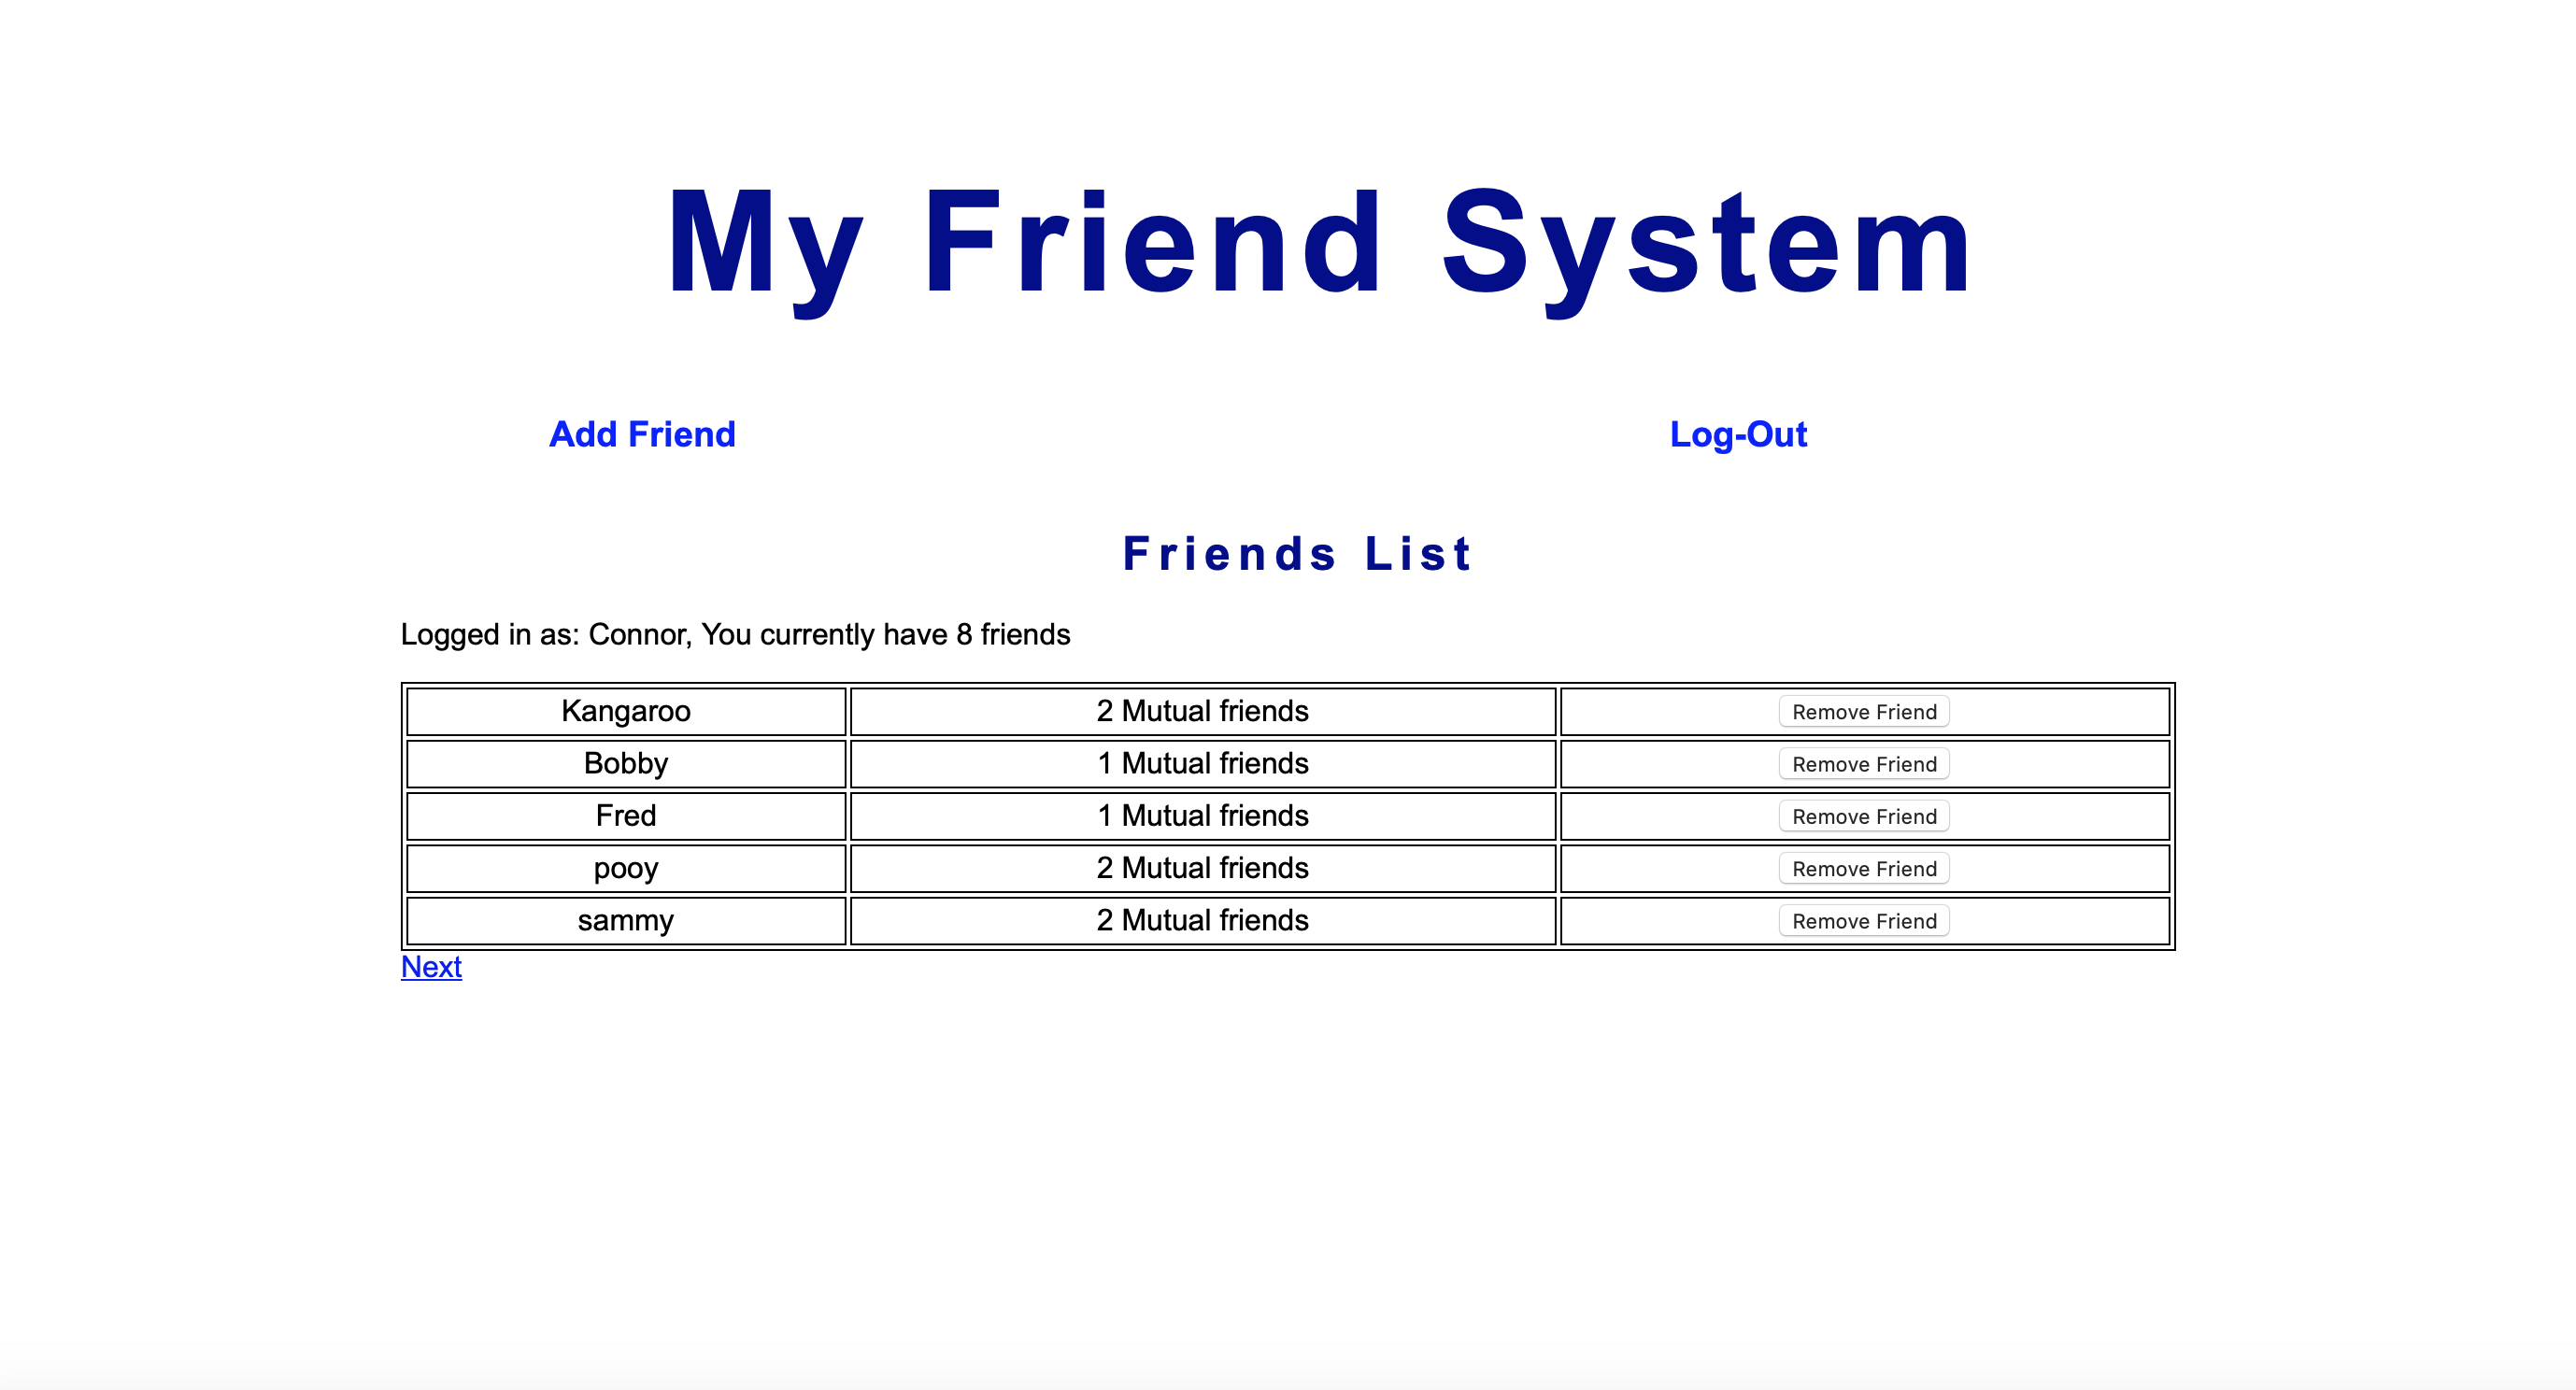 My Friend System
Add Friend Log-Out
Friends List
Logged in as: Connor, You currently have 8 friends
Kangaroo 2 Mutual friends Remove Friend
Bobby 1 Mutual friends Remove Friend
Fred 1 Mutual friends Remove Friend
pooy 2 Mutual friends Remove Friend
sammy 2 Mutual friends Remove Friend
Next